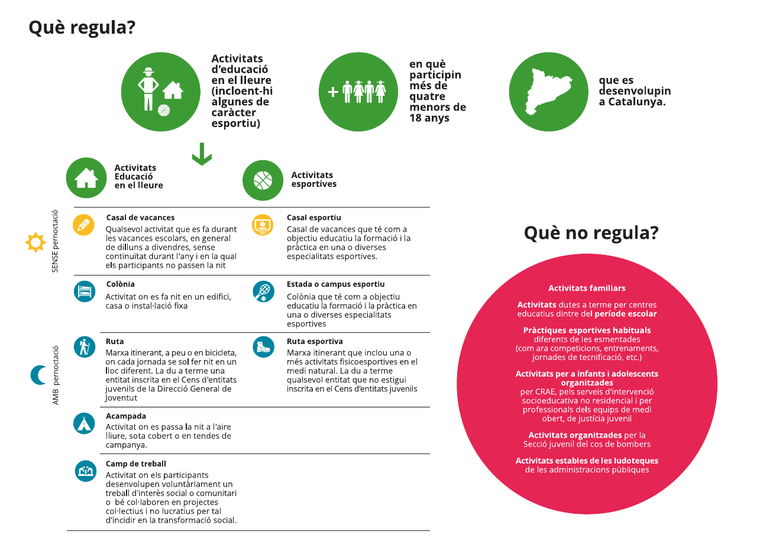 Què regula?
Activitats
d'educació
en el lleure
(incloent-hi
algunes de
caràcter
esportiu)
+
en què
participin
més de
quatre
menors de
18 anys
que es
desenvolupin
a Catalunya.
Activitats
Educació
en el lleure
Activitats
esportives
SENSE pernoctació
Casal de vacances
Qualsevol activitat que es fa durant
les vacances escolars, en general
de dilluns a divendres, sense
continuïtat durant l'any i en la qual
els participants no passen la nit
Casal esportiu
Casal de vacances que té com a
objectiu educatiu la formació i la
pràctica en una o diverses
especialitats esportives.
AMB pernoctació
Colònia
Activitat on es fa nit en un edifici,
casa o instal·lació fixa
Estada o campus esportiu
Colònia que té com a objectiu
educatiu la formació i la pràctica en
una o diverses especialitats
esportives
Ruta
Marxa itinerant, a peu o en bicicleta,
on cada jornada se sol fer nit en un
lloc diferent. La du a terme una
entitat inscrita en el Cens d'entitats
juvenils de la Direcció General de
Joventut
Ruta esportiva
Marxa itinerant que inclou una o
més activitats fisicoesportives en el
medi natural. La du a terme
qualsevol entitat que no estigui
inscrita en el Cens d'entitats juvenils
Acampada
Activitat on es passa la nit a l'aire
lliure, sota cobert o en tendes de
campanya.
Camp de treball
Activitat on els participants
desenvolupen voluntàriament un
treball d'interès social o comunitari
o bé col·laboren en projectes
col·lectius i no lucratius per tal
d'incidir en la transformació social.
Què no regula?
Activitats familiars
Activitats dutes a terme per centres
educatius dintre del període escolar
Pràctiques esportives habituals
diferents de les esmentades
(com ara competicions, entrenaments,
jornades de tecnificació, etc.)
Activitats per a infants i adolescents
organitzades
per CRAE, pels serveis d'intervenció
socioeducativa no residencial i per
professionals dels equips de medi
obert, de justícia juvenil
Activitats organitzades per la
Secció juvenil del cos de bombers
Activitats estables de les ludoteques
de les administracions públiques